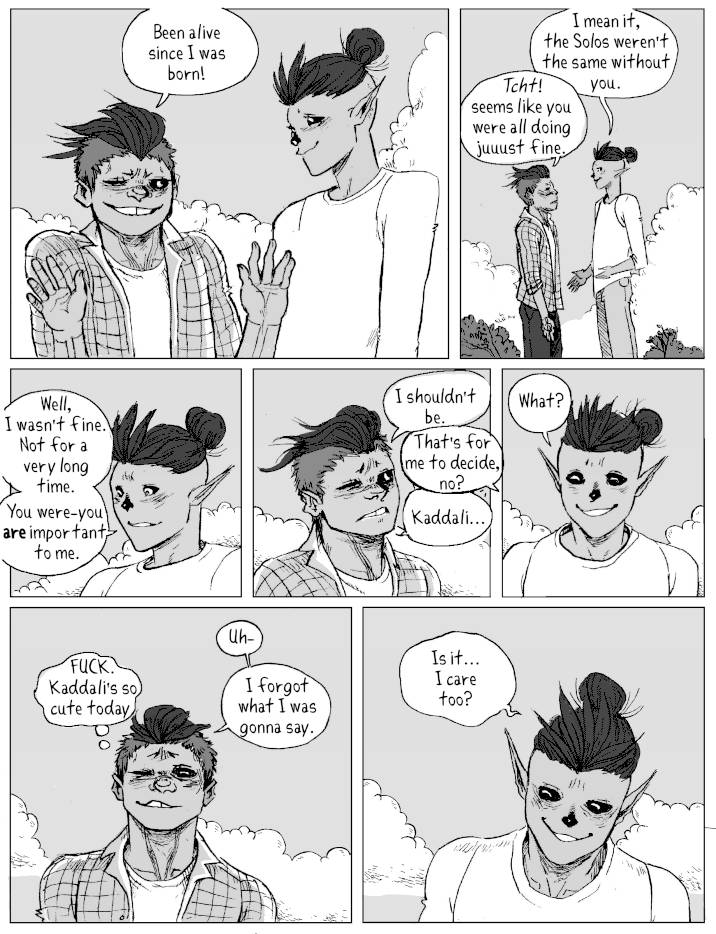 Been alive
since I was
born!
I mean it,
the Solos weren't
the same without
you.
Tcht!
seems like you
were all doing
juuust fine.
Well,
I wasn't fine.
Not for a
very long
time.
You were-you
are important
to me.
I shouldn't
be.
That's for
me to decide,
no?
Kaddali...
What?
FUCK.
Kaddali's so
cute today
Uh-
I forgot
what I was
gonna say.
Is it...
I care
too?